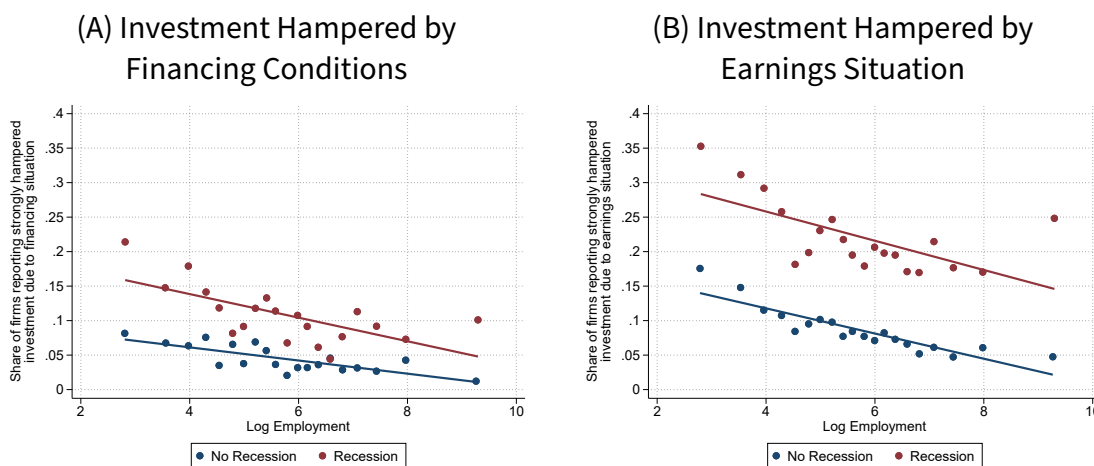 (A) Investment Hampered by
Financing Conditions
Share of firms reporting strongly hampered
investment due to financing situation
.4
.35
.3
.25
.2
.15
.1
.05
0
2 4 6 8 10
Log Employment
No Recession Recession
(B) Investment Hampered by
Earnings Situation
Share of firms reporting strongly hampered
investment due to earnings situation
.4
.35
.3
.25
.2
.15
.1
.05
0
2 4 6 8 10
Log Employment
No Recession Recession